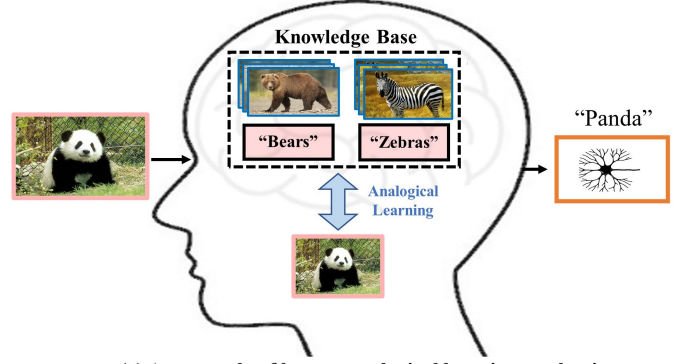 Knowledge Base
"Bears"
"Zebras"
"Panda"
Analogical
Learning